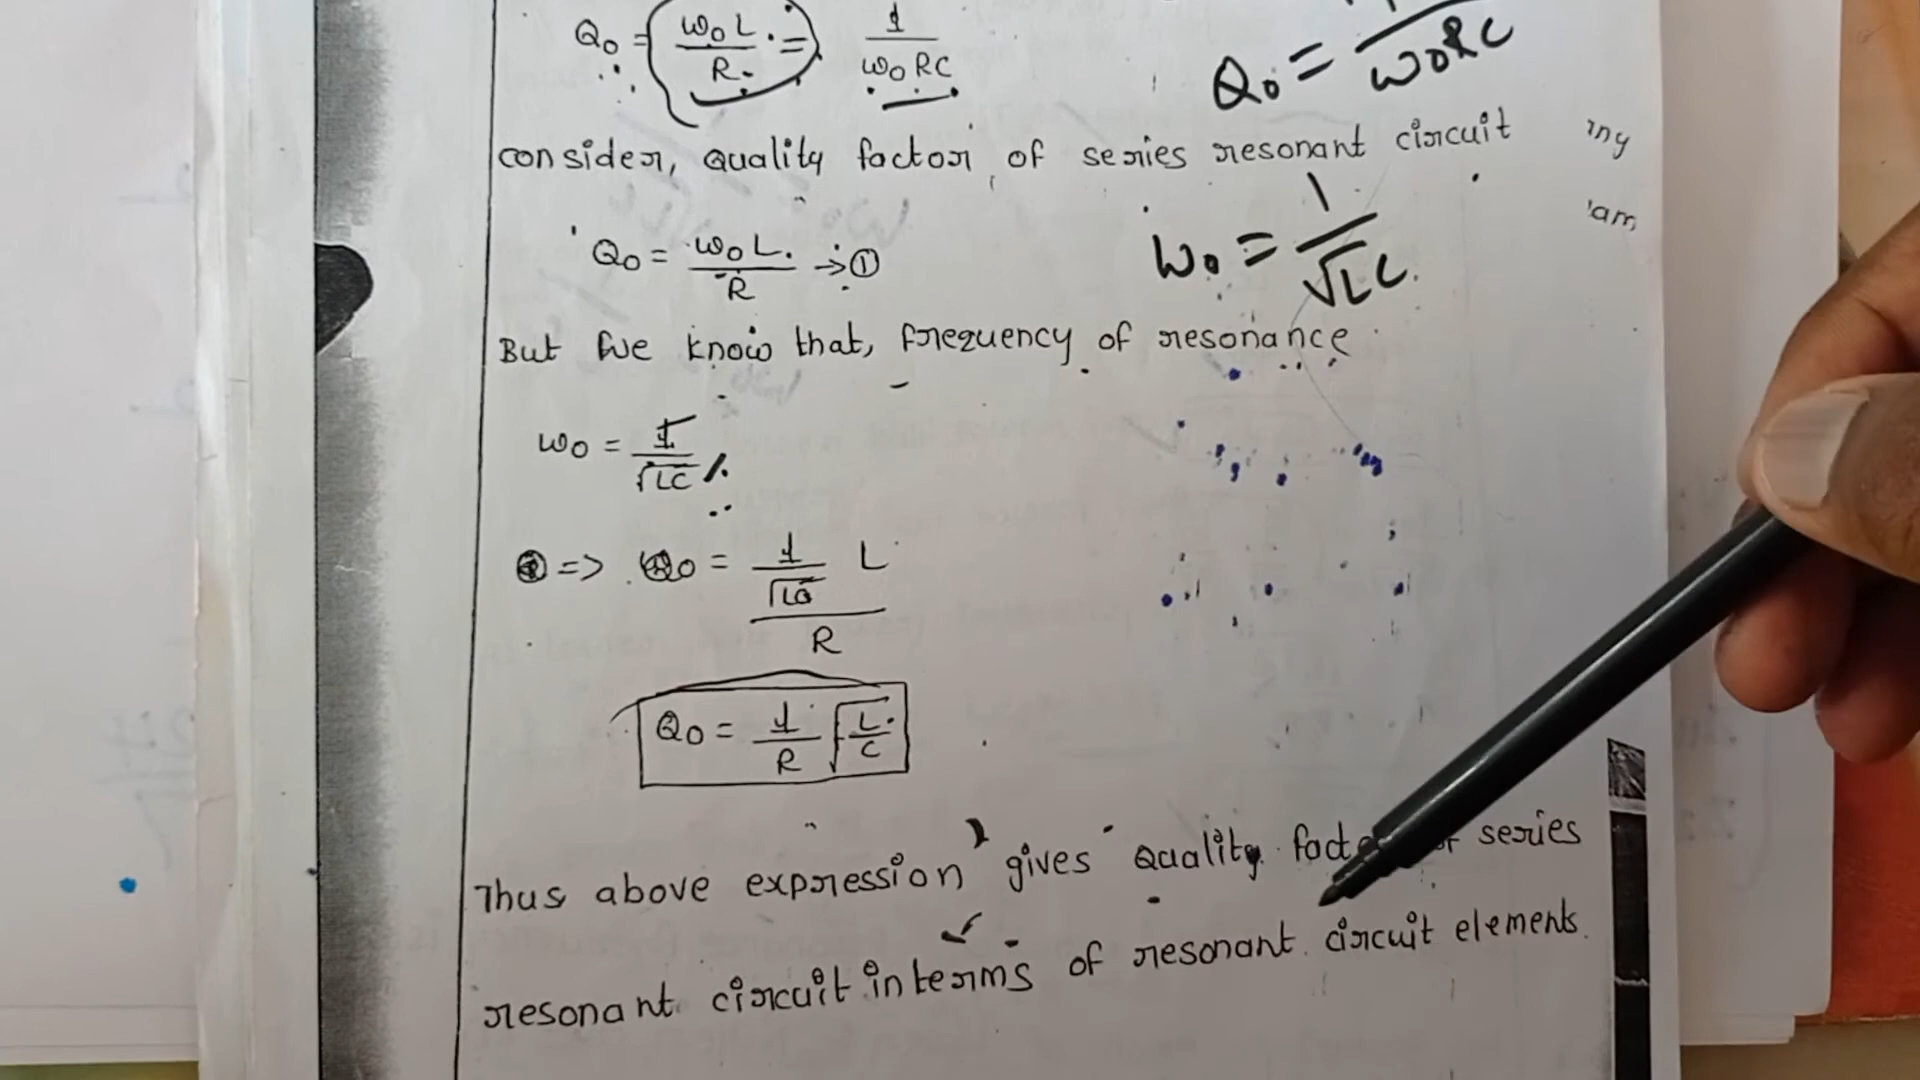 Q₀ = ω₀L/R = 1/ω₀RC
Q₀ = 1/ω₀RC
consider, quality factor of series resonant circuit
Q₀ = ω₀L/R → ①
ω₀ = 1/√LC
But we know that, frequency of resonance
ω₀ = 1/√LC
① => Q₀ = 1/√LC L / R
Q₀ = 1/R √L/C
Thus above expression gives quality factor of series
resonant circuit interms of resonant circuit elements.